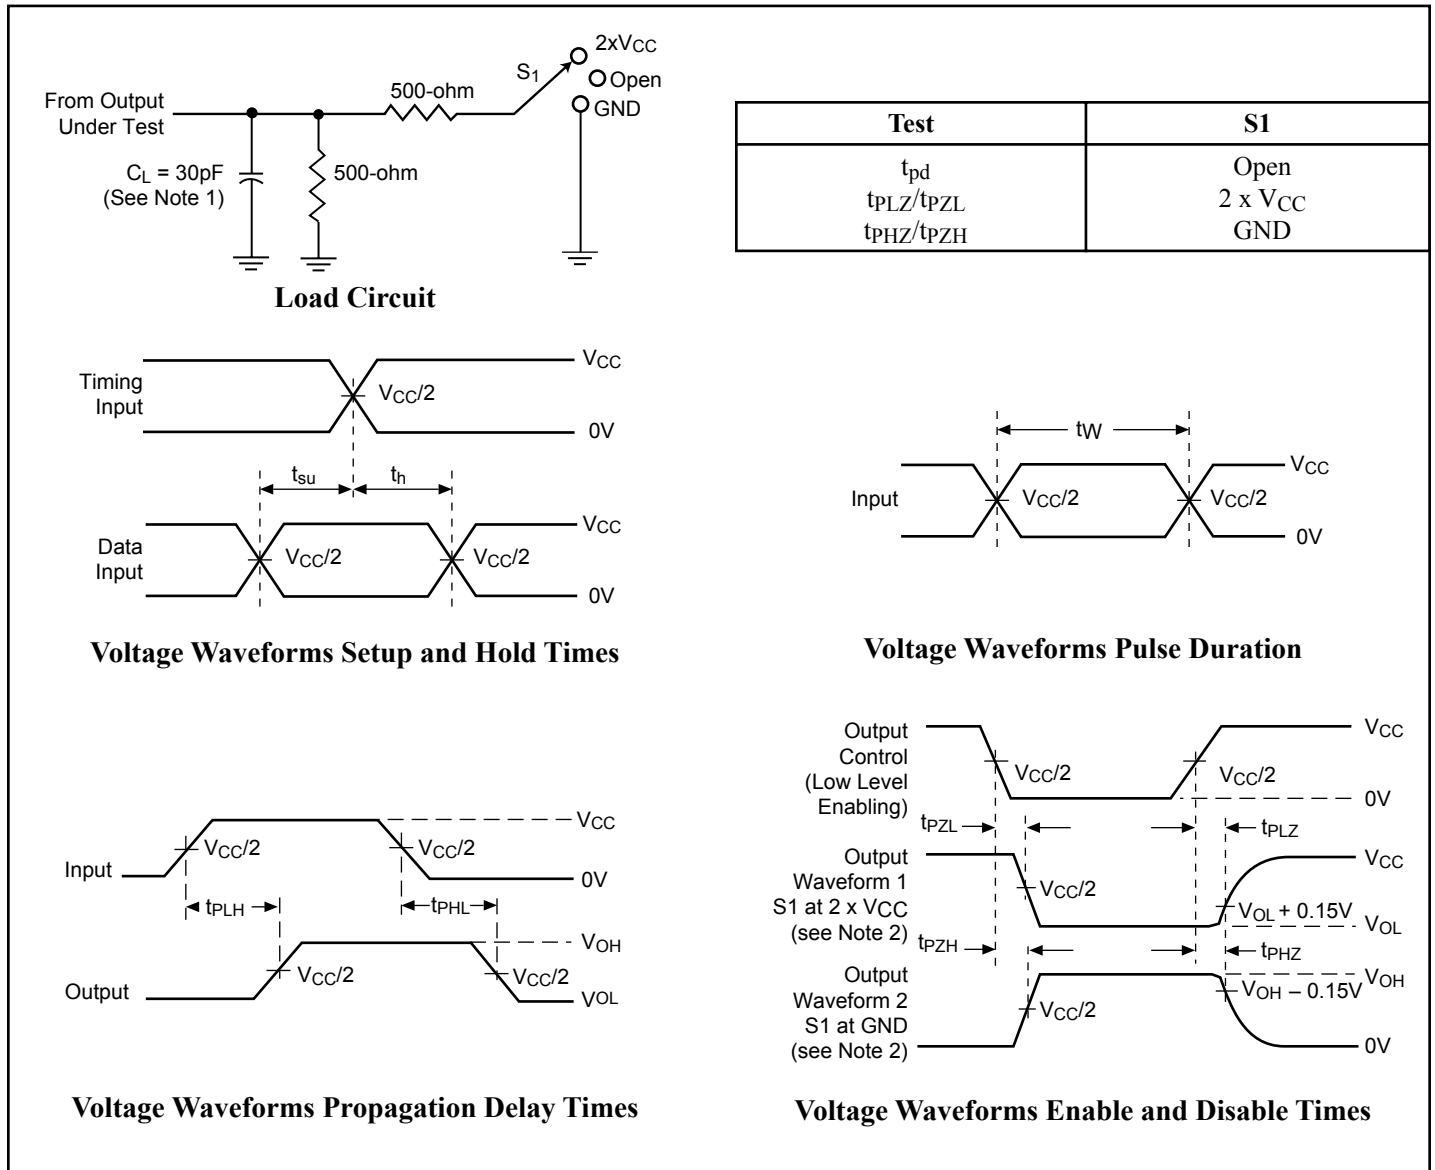 2xVCC
S1
Open
500-ohm
GND
From Output
Under Test
CL = 30pF
(See Note 1)
500-ohm
Load Circuit
Test S1
tpd Open
tPLZ/tPZL 2 x VCC
tPHZ/tPZH GND
Timing
Input
VCC
VCC/2
0V
tsu
th
Data
Input
VCC
VCC/2
VCC/2
0V
Voltage Waveforms Setup and Hold Times
tW
Input
VCC
VCC/2
VCC/2
0V
Voltage Waveforms Pulse Duration
Input
VCC
VCC/2
VCC/2
0V
tPLH
tPHL
Output
VOH
VCC/2
VCC/2
VOL
Voltage Waveforms Propagation Delay Times
Output
Control
(Low Level
Enabling)
VCC
VCC/2
VCC/2
0V
tPZL
tPLZ
Output
Waveform 1
S1 at 2 x VCC
(see Note 2)
VCC
VCC/2
VOL + 0.15V
VOL
tPZH
tPHZ
Output
Waveform 2
S1 at GND
(see Note 2)
VOH
VOH – 0.15V
VCC/2
0V
Voltage Waveforms Enable and Disable Times